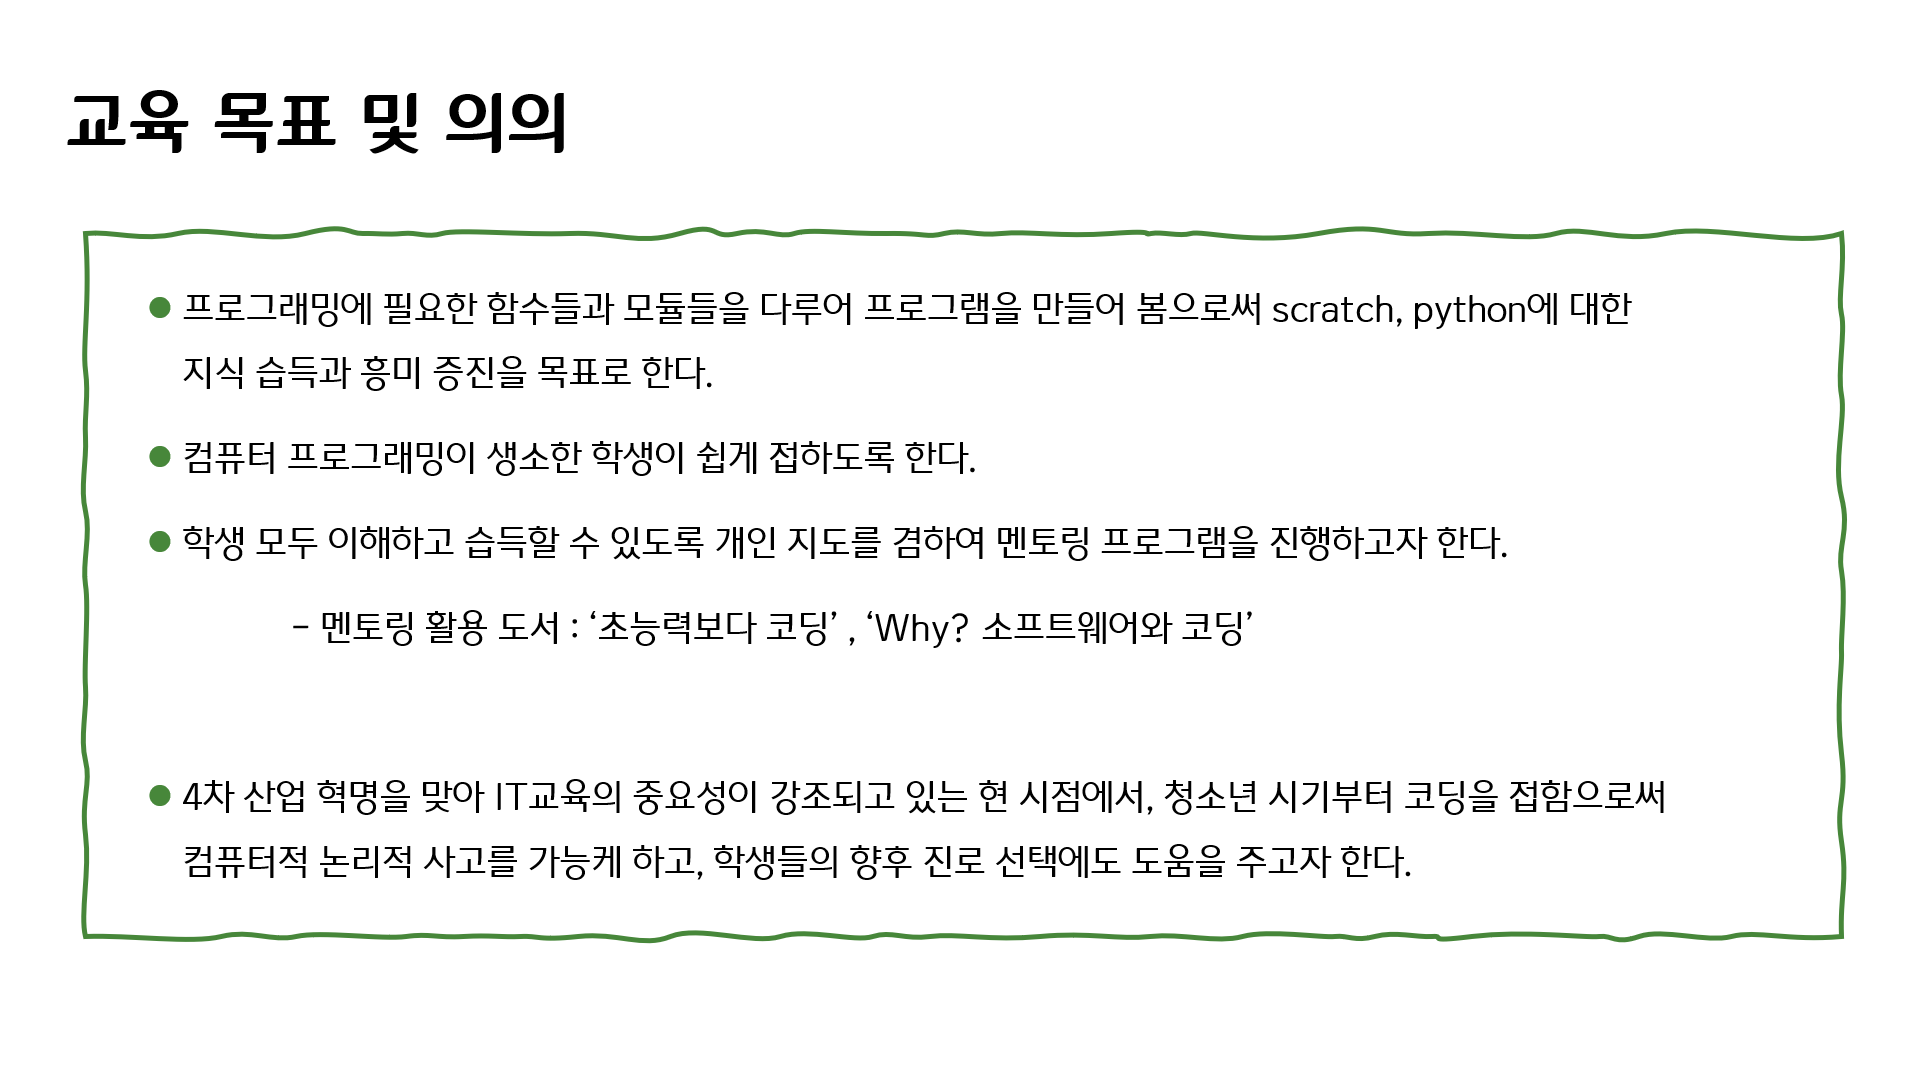 교육 목표 및 의의
● 프로그래밍에 필요한 함수들과 모듈들을 다루어 프로그램을 만들어 봄으로써 scratch, python에 대한
지식 습득과 흥미 증진을 목표로 한다.
● 컴퓨터 프로그래밍이 생소한 학생이 쉽게 접하도록 한다.
● 학생 모두 이해하고 습득할 수 있도록 개인 지도를 겸하여 멘토링 프로그램을 진행하고자 한다.
– 멘토링 활용 도서 : ‘초능력보다 코딩’ , ‘Why? 소프트웨어와 코딩’
● 4차 산업 혁명을 맞아 IT교육의 중요성이 강조되고 있는 현 시점에서, 청소년 시기부터 코딩을 접함으로써
컴퓨터적 논리적 사고를 가능케 하고, 학생들의 향후 진로 선택에도 도움을 주고자 한다.